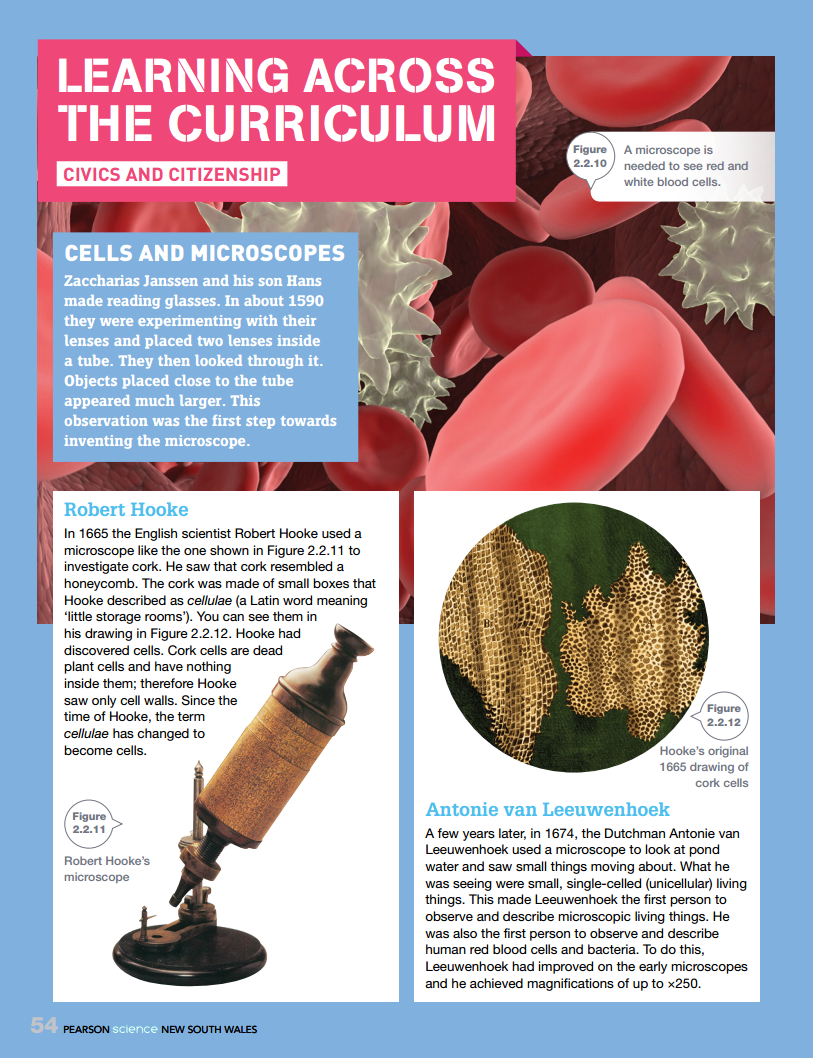 LEARNING ACROSS
THE CURRICULUM
CIVICS AND CITIZENSHIP
Figure
2.2.10
A microscope is
needed to see red and
white blood cells.
CELLS AND MICROSCOPES
Zaccharias Janssen and his son Hans
made reading glasses. In about 1590
they were experimenting with their
lenses and placed two lenses inside
a tube. They then looked through it.
Objects placed close to the tube
appeared much larger. This
observation was the first step towards
inventing the microscope.
Robert Hooke
In 1665 the English scientist Robert Hooke used a
microscope like the one shown in Figure 2.2.11 to
investigate cork. He saw that cork resembled a
honeycomb. The cork was made of small boxes that
Hooke described as cellulae (a Latin word meaning
‘little storage rooms’). You can see them in
his drawing in Figure 2.2.12. Hooke had
discovered cells. Cork cells are dead
plant cells and have nothing
inside them; therefore Hooke
saw only cell walls. Since the
time of Hooke, the term
cellulae has changed to
become cells.
Figure
2.2.11
Robert Hooke’s
microscope
Figure
2.2.12
Hooke’s original
1665 drawing of
cork cells
Antonie van Leeuwenhoek
A few years later, in 1674, the Dutchman Antonie van
Leeuwenhoek used a microscope to look at pond
water and saw small things moving about. What he
was seeing were small, single-celled (unicellular) living
things. This made Leeuwenhoek the first person to
observe and describe microscopic living things. He
was also the first person to observe and describe
human red blood cells and bacteria. To do this,
Leeuwenhoek had improved on the early microscopes
and he achieved magnifications of up to ×250.
54 PEARSON science NEW SOUTH WALES